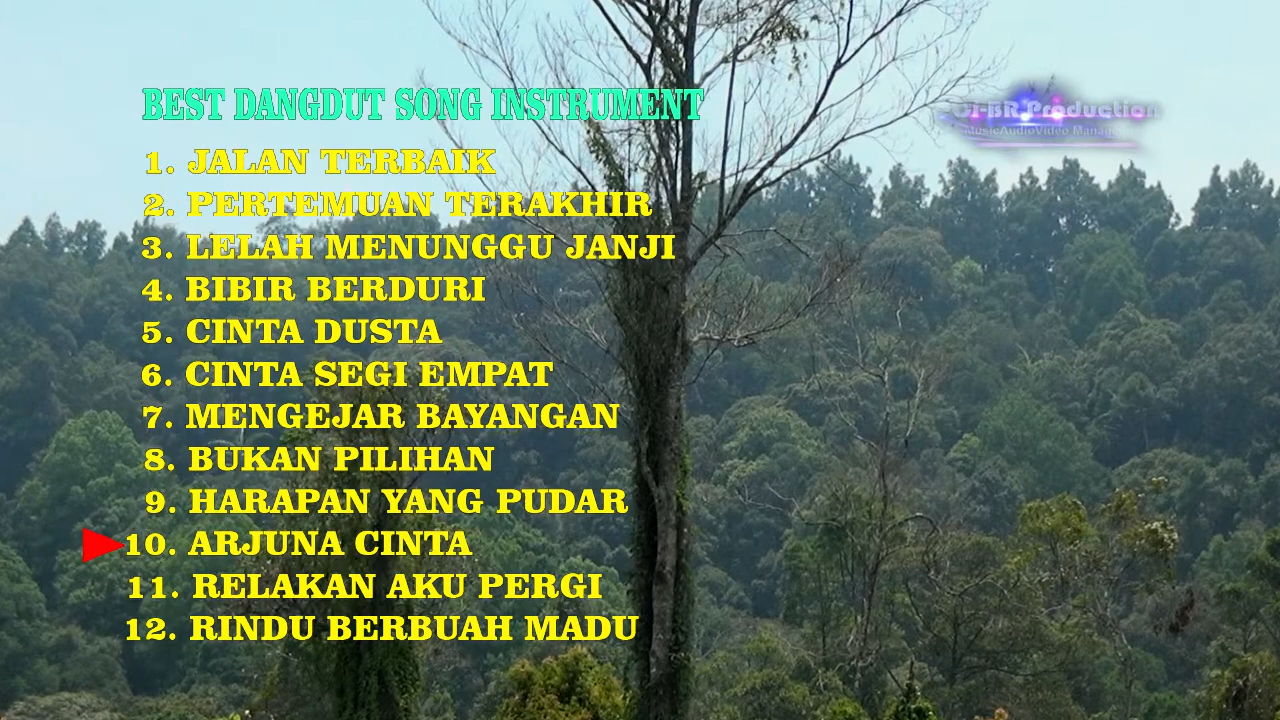 BEST DANGDUT SONG INSTRUMENT
1. JALAN TERBAIK
2. PERTEMUAN TERAKHIR
3. LELAH MENUNGGU JANJI
4. BIBIR BERDURI
5. CINTA DUSTA
6. CINTA SEGI EMPAT
7. MENGEJAR BAYANGAN
8. BUKAN PILIHAN
9. HARAPAN YANG PUDAR
10. ARJUNA CINTA
11. RELAKAN AKU PERGI
12. RINDU BERBUAH MADU
Production
MusicAudioVideo